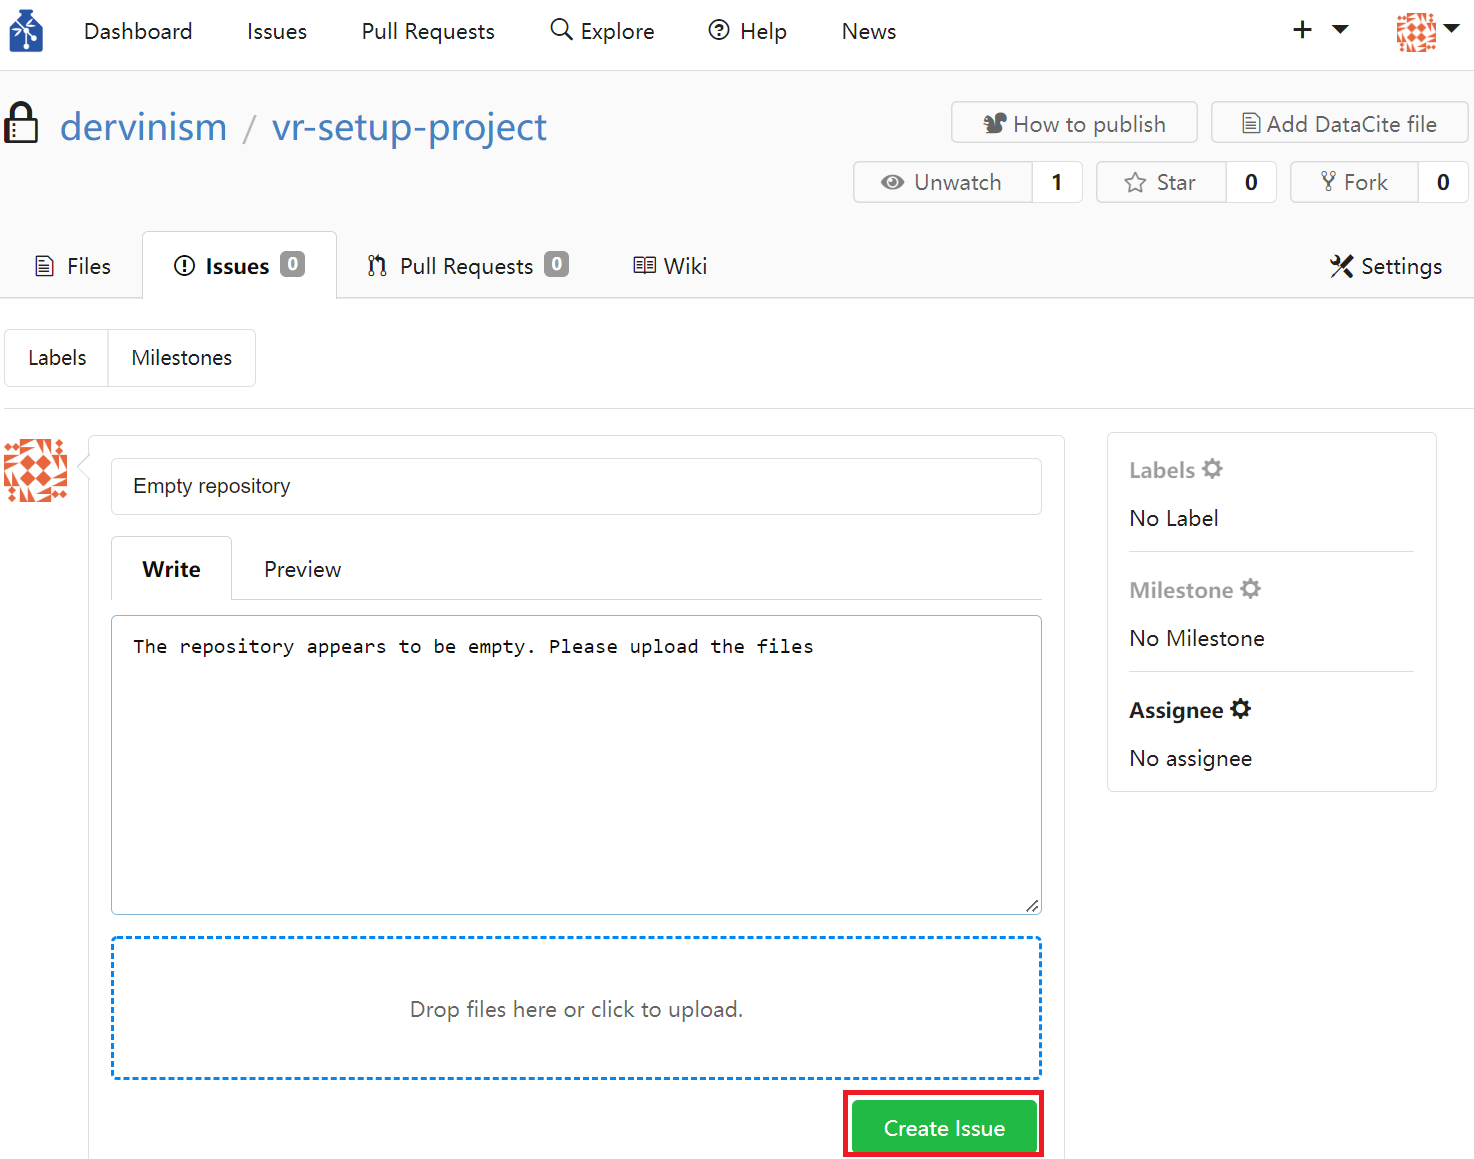 Dashboard Issues Pull Requests Explore Help News
dervinism / vr-setup-project
How to publish Add DataCite file
Unwatch 1 Star 0 Fork 0
Files Issues 0 Pull Requests 0 Wiki Settings
Labels Milestones
Empty repository
Write Preview
The repository appears to be empty. Please upload the files
Drop files here or click to upload.
Create Issue
Labels
No Label
Milestone
No Milestone
Assignee
No assignee